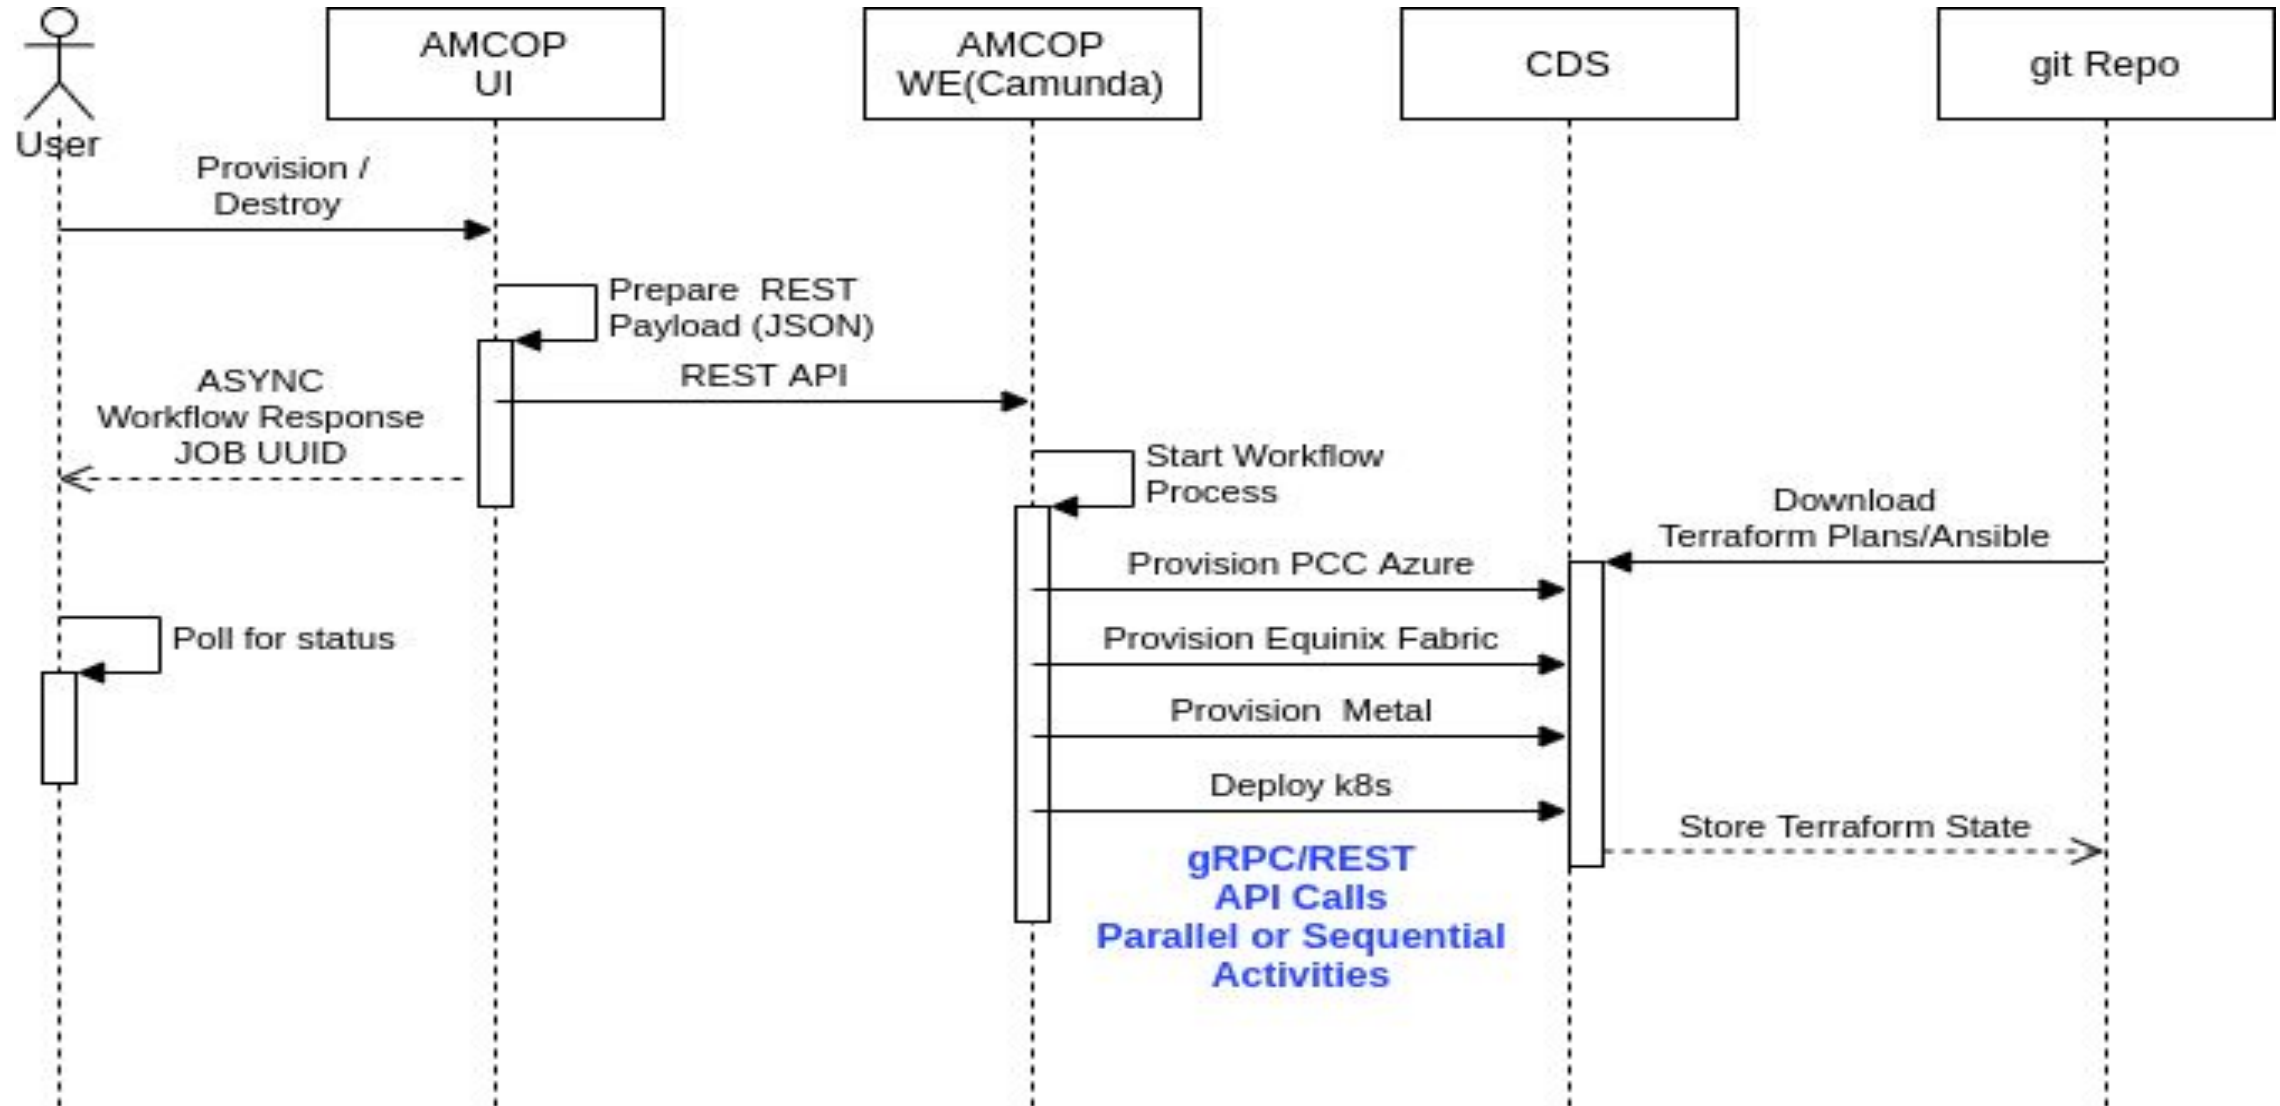 User
AMCOP
UI
AMCOP
WE(Camunda)
CDS
git Repo
Provision /
Destroy
Prepare  REST
Payload (JSON)
REST API
ASYNC
Workflow Response
JOB UUID
Start Workflow
Process
Download
Terraform Plans/Ansible
Provision PCC Azure
Poll for status
Provision Equinix Fabric
Provision  Metal
Deploy k8s
Store Terraform State
gRPC/REST
API Calls
Parallel or Sequential
Activities